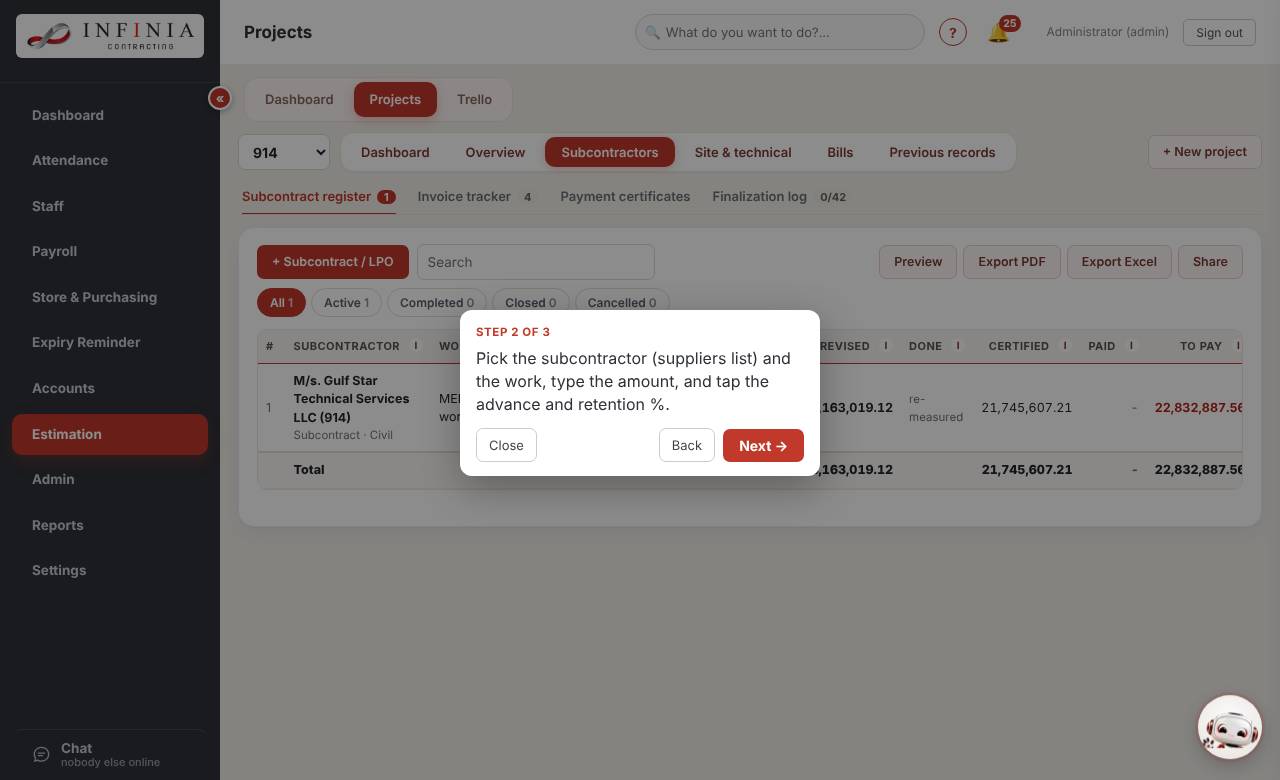 INFINIA
CONTRACTING
Projects
What do you want to do?...
?
25
Administrator (admin)
Sign out
«
Dashboard
Attendance
Staff
Payroll
Store & Purchasing
Expiry Reminder
Accounts
Estimation
Admin
Reports
Settings
Chat
nobody else online
Dashboard
Projects
Trello
914
Dashboard
Overview
Subcontractors
Site & technical
Bills
Previous records
+ New project
Subcontract register 1
Invoice tracker 4
Payment certificates
Finalization log 0/42
+ Subcontract / LPO
Search
Preview
Export PDF
Export Excel
Share
All 1
Active 1
Completed 0
Closed 0
Cancelled 0
# SUBCONTRACTOR I WO REVISED I DONE I CERTIFIED I PAID I TO PAY I
1
M/s. Gulf Star
Technical Services
LLC (914)
Subcontract · Civil
wor
,163,019.12
re-
measured
21,745,607.21
-
22,832,887.56
Total ,163,019.12 21,745,607.21 - 22,832,887.56
STEP 2 OF 3
Pick the subcontractor (suppliers list) and
the work, type the amount, and tap the
advance and retention %.
Close
Back
Next →